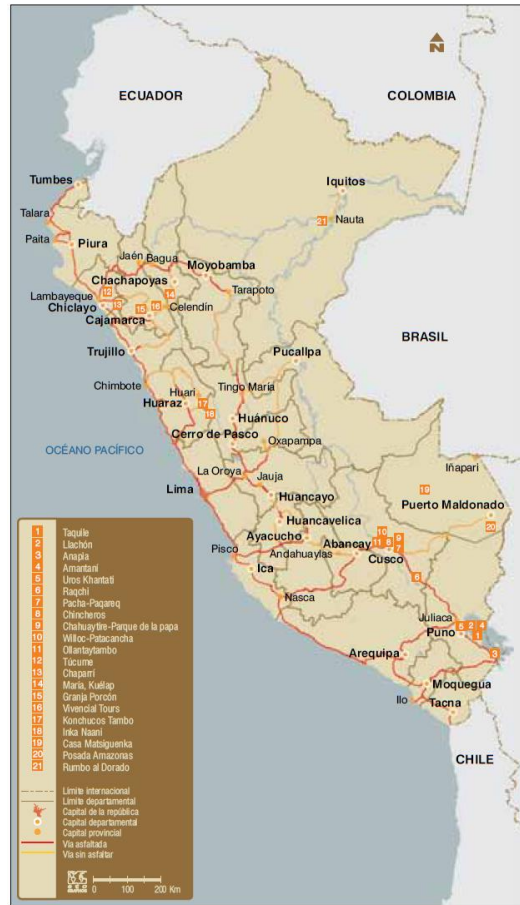 N
ECUADOR
COLOMBIA
Tumbes
Iquitos
Talara
21
Nauta
Paita
Piura
Jaén
Bagua
Moyobamba
Chachapoyas
Lambayeque
12
14
Tarapoto
Chiclayo
13
15
16
Celendín
Cajamarca
BRASIL
Trujillo
Pucallpa
Chimbote
Huari
Tingo María
17
Huaraz
18
Huánuco
Cerro de Pasco
OCÉANO PACÍFICO
Oxapampa
Iñapari
La Oroya
Jauja
19
Lima
Huancayo
Puerto Maldonado
Huancavelica
20
Ayacucho
Abancay
10
9
11
8
7
Pisco
Andahuaylas
Cusco
Ica
6
Nasca
Juliaca
5
2
4
Puno
1
Arequipa
3
Moquegua
Ilo
Tacna
CHILE
1 Taquile
2 Llachón
3 Anapia
4 Amantaní
5 Uros Khantati
6 Raqchi
7 Pacha-Paqareq
8 Chincheros
9 Chahuaytire-Parque de la papa
10 Willoc-Patacancha
11 Ollantaytambo
12 Túcume
13 Chaparrí
14 María, Kuélap
15 Granja Porcón
16 Vivencial Tours
17 Konchucos Tambo
18 Inka Naani
19 Casa Matsiguenka
20 Posada Amazonas
21 Rumbo al Dorado
Límite internacional
Límite departamental
Capital de la república
Capital departamental
Capital provincial
Vía asfaltada
Vía sin asfaltar
0 100 200 Km